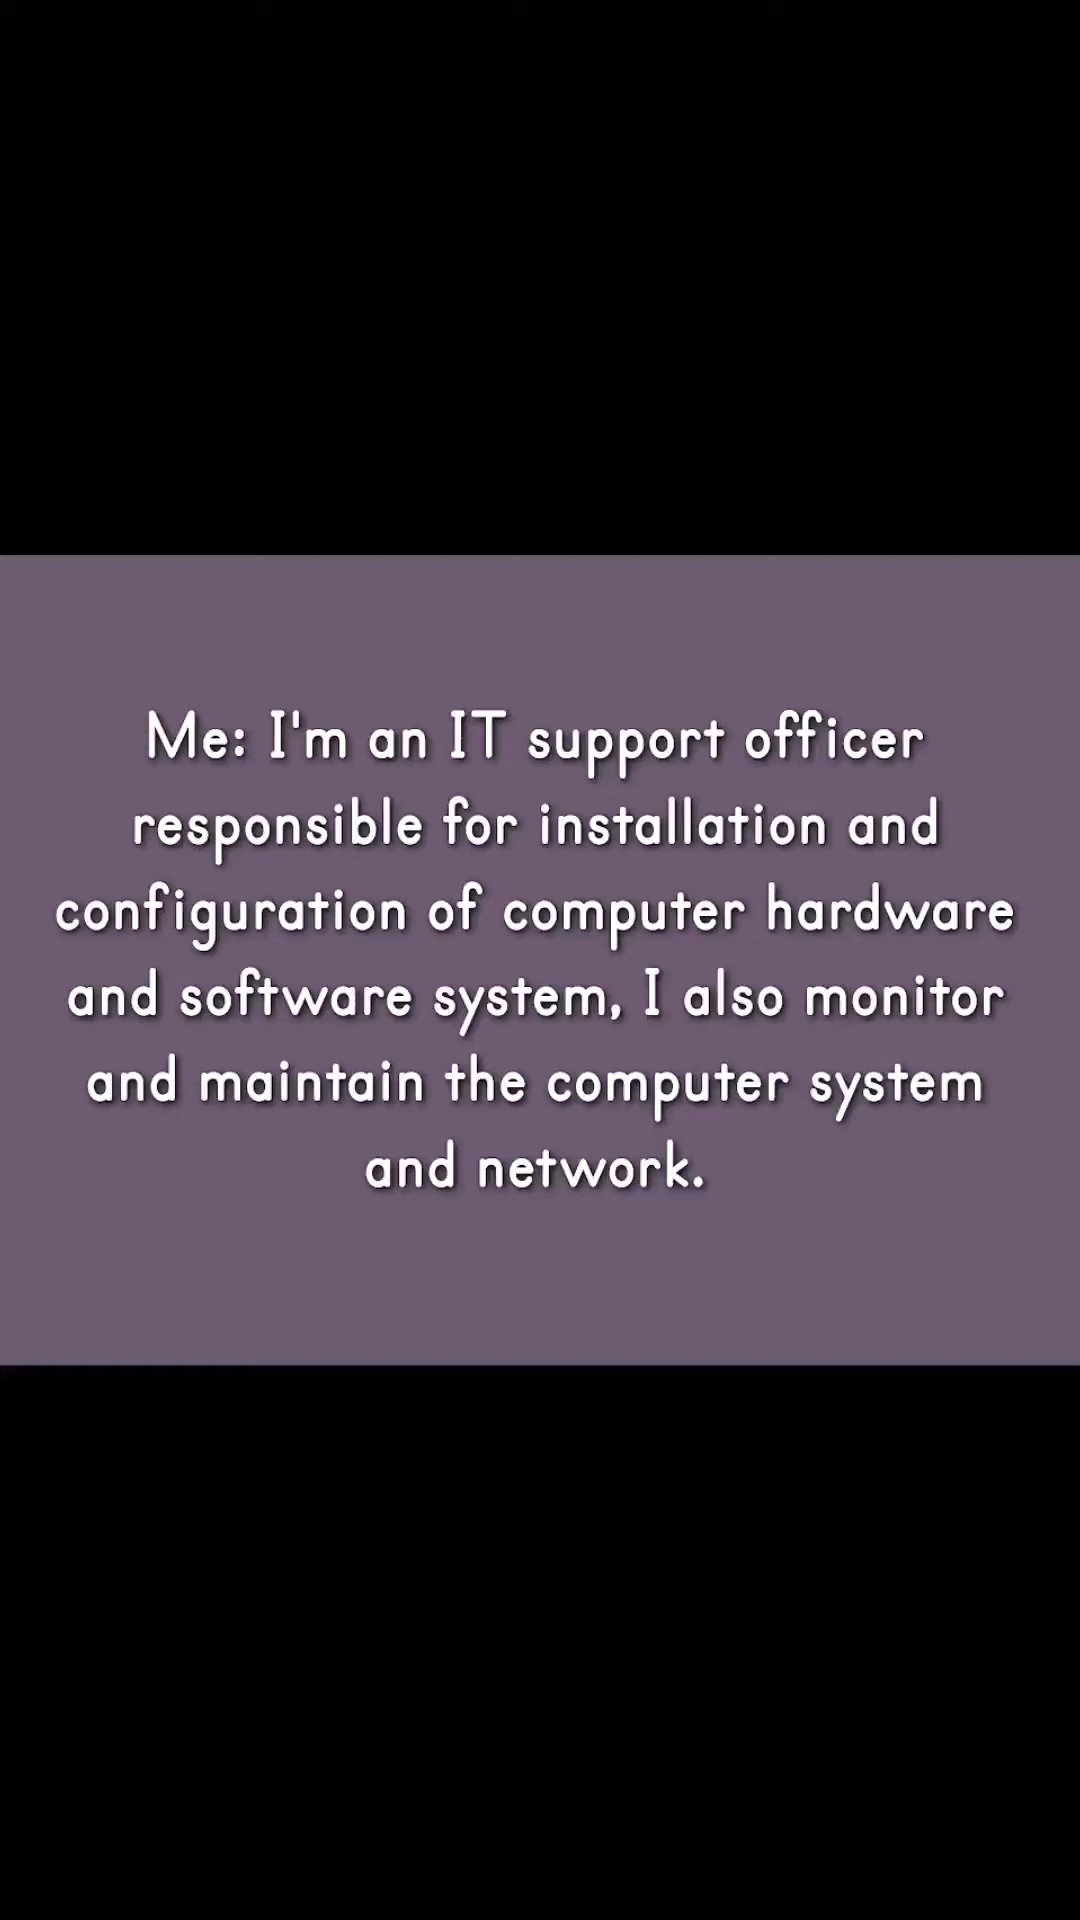 Me: I'm an IT support officer
responsible for installation and
configuration of computer hardware
and software system, I also monitor
and maintain the computer system
and network.